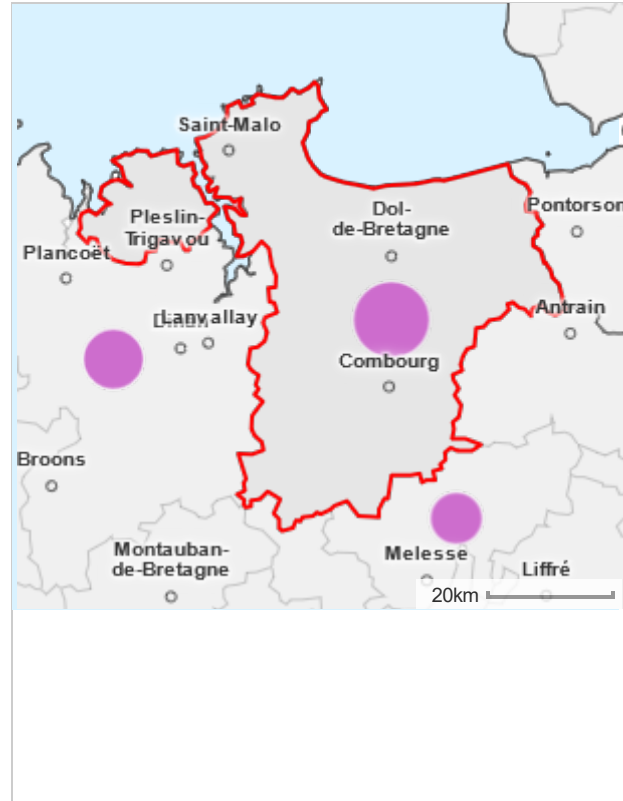 Saint-Malo
Pleslin-
Trigavou
Dol-
de-Bretagne
Pontorson
Plancoët
Lanvallay
Antrain
Combourg
Broons
Montauban-
de-Bretagne
Melesse
Liffré
20km